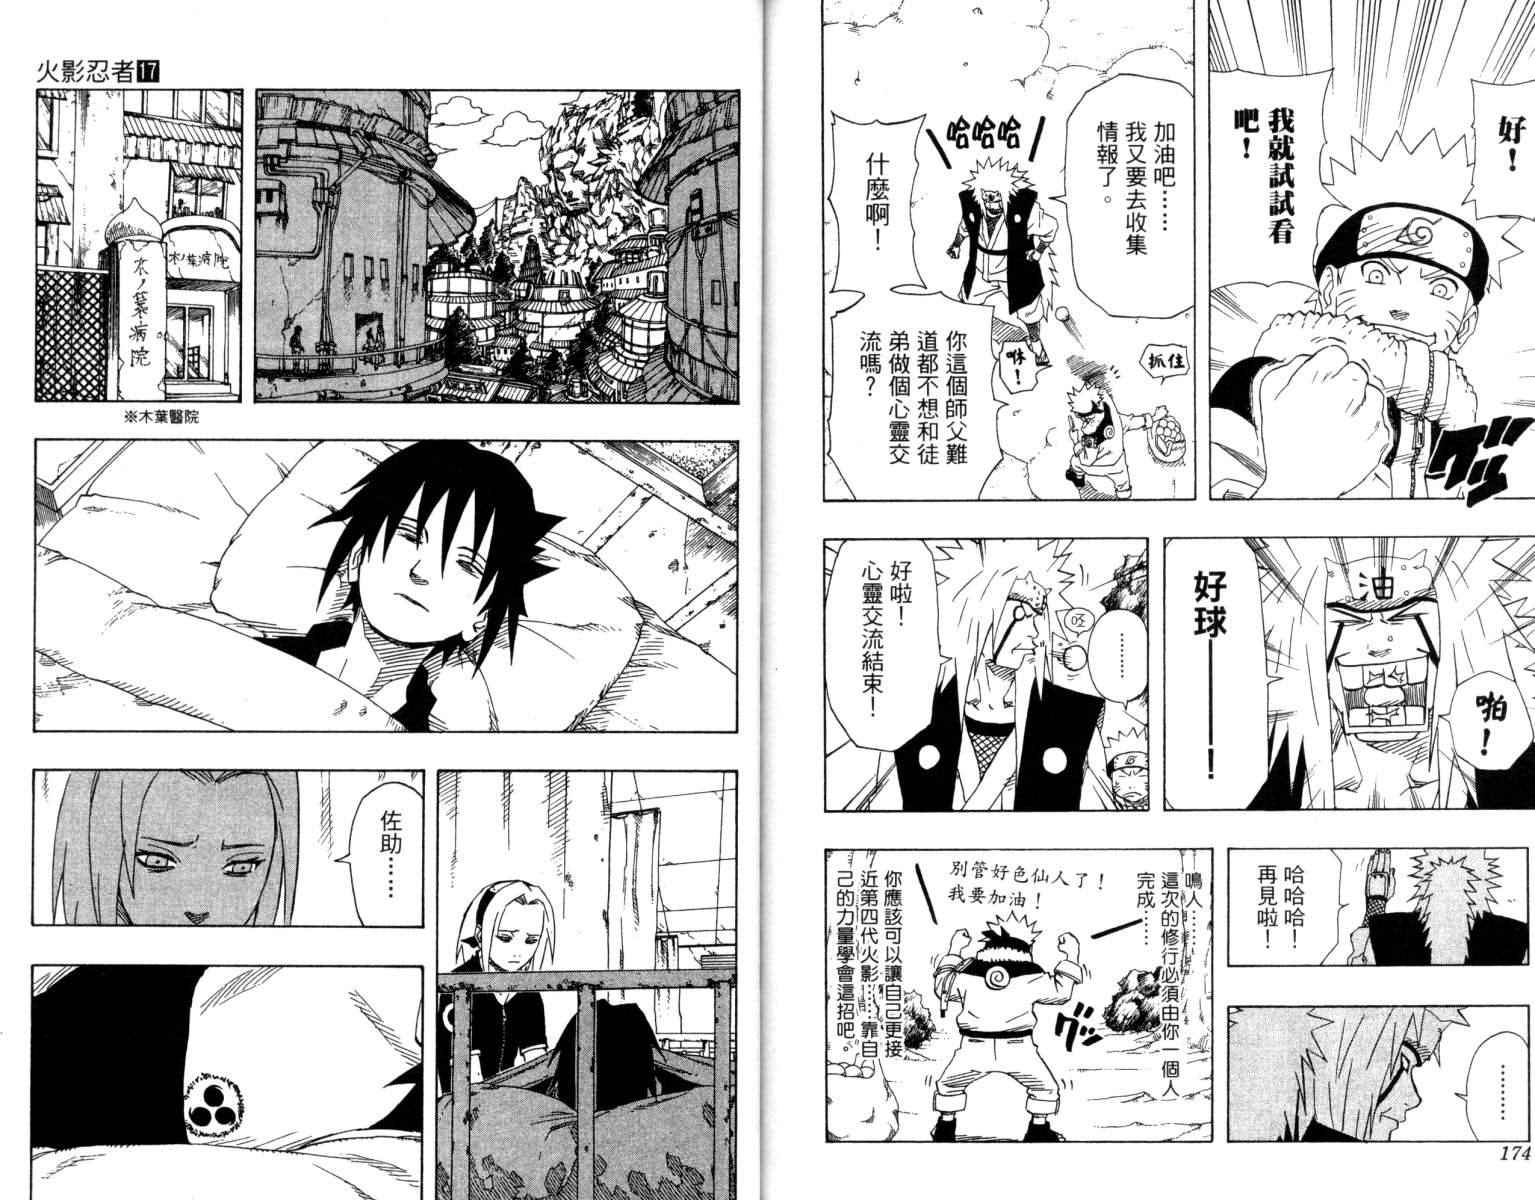 好！
我就試試看
吧！
グッ
加油吧……
我又要去收集
情報了。
哈哈哈
什麼啊！
咻！
抓住
你這個師父難
道都不想和徒
弟做個心靈交
流嗎？
油
啪！
好球——！
……
好啦！
心靈交流結束！
哈哈哈！
再見啦！
……
鳴人……
這次的修行必須由你一個人
完成……
別管好色仙人了！
我要加油！
グッ
你應該可以讓自己更接
近第四代火影……靠自
己的力量學會這招吧。
174
火影忍者17
木ノ葉病院
木ノ葉病院
※木葉醫院
佐助……